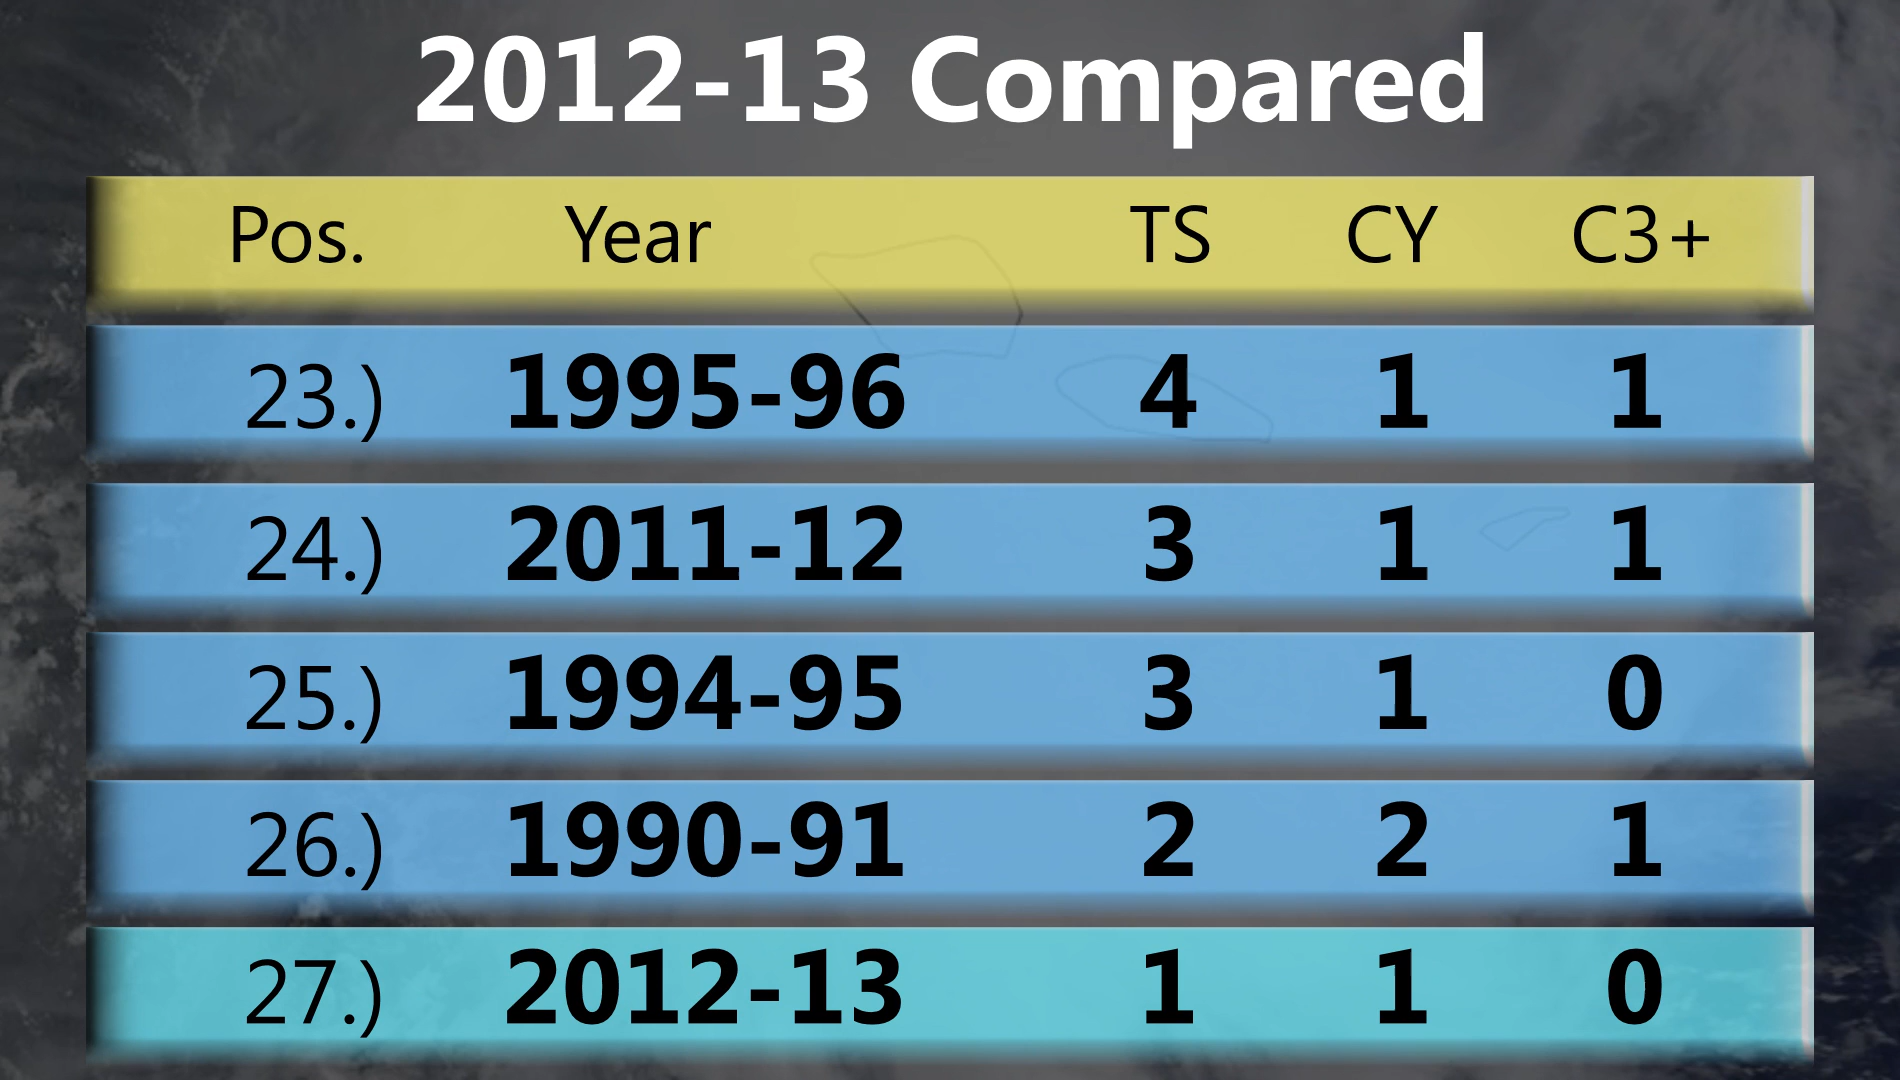 2012-13 Compared
Pos. Year TS CY C3+
23.) 1995-96 4 1 1
24.) 2011-12 3 1 1
25.) 1994-95 3 1 0
26.) 1990-91 2 2 1
27.) 2012-13 1 1 0